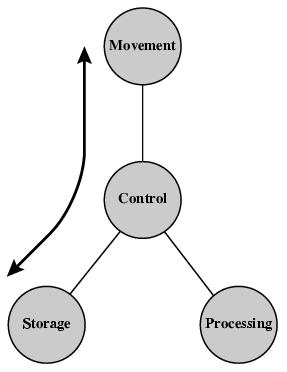 Movement
Control
Storage
Processing